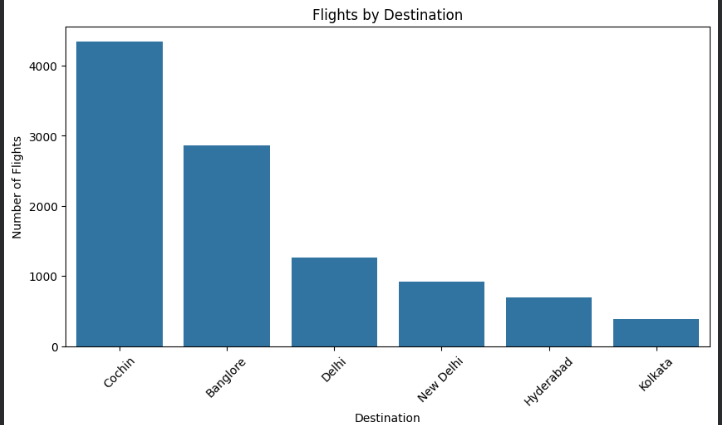 Flights by Destination
Number of Flights
4000
3000
2000
1000
0
Cochin
Banglore
Delhi
New Delhi
Hyderabad
Kolkata
Destination